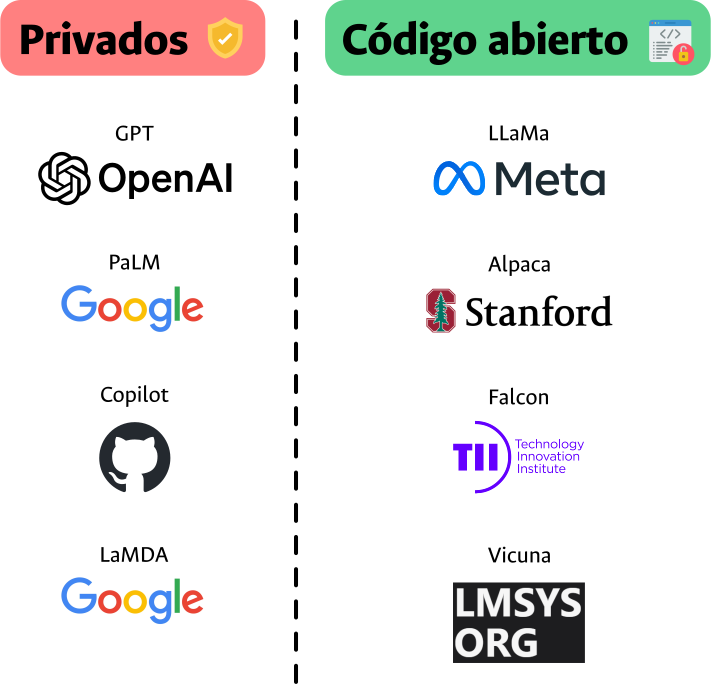 Privados
Código abierto
</>
GPT
OpenAI
PaLM
Google
Copilot
LaMDA
Google
LLaMa
Meta
Alpaca
S
Stanford
Falcon
TII
Technology
Innovation
Institute
Vicuna
LMSYS
ORG